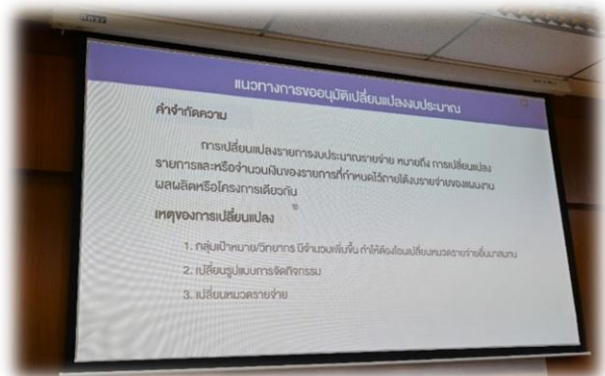 แนวทางการขออนุมัติเปลี่ยนแปลงงบประมาณ
คำจำกัดความ
การเปลี่ยนแปลงรายการงบประมาณรายจ่าย หมายถึง การเปลี่ยนแปลง
รายการและหรือจำนวนเงินของรายการที่กำหนดไว้ภายใต้งบรายจ่ายของแผนงาน
ผลผลิตหรือโครงการเดียวกัน
เหตุของการเปลี่ยนแปลง
1. กลุ่มเป้าหมาย/วิทยากร มีจำนวนเพิ่มขึ้น ทำให้ต้องโอนเปลี่ยนหมวดรายจ่ายอื่นมาสมทบ
2. เปลี่ยนรูปแบบการจัดกิจกรรม
3. เปลี่ยนหมวดรายจ่าย